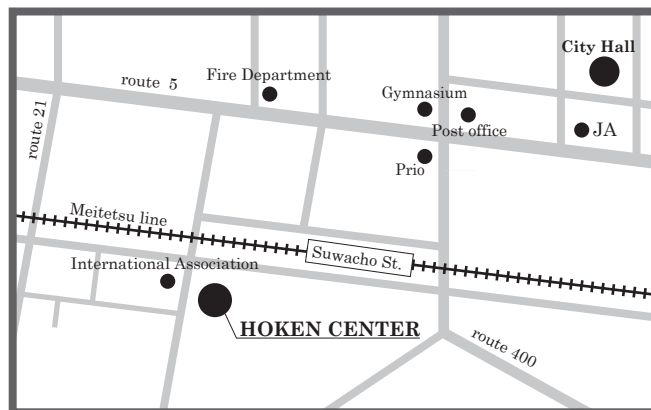 City Hall
Fire Department
route 5
Gymnasium
route 21
Post office
JA
Prio
Meitetsu line
Suwacho St.
International Association
HOKEN CENTER
route 400